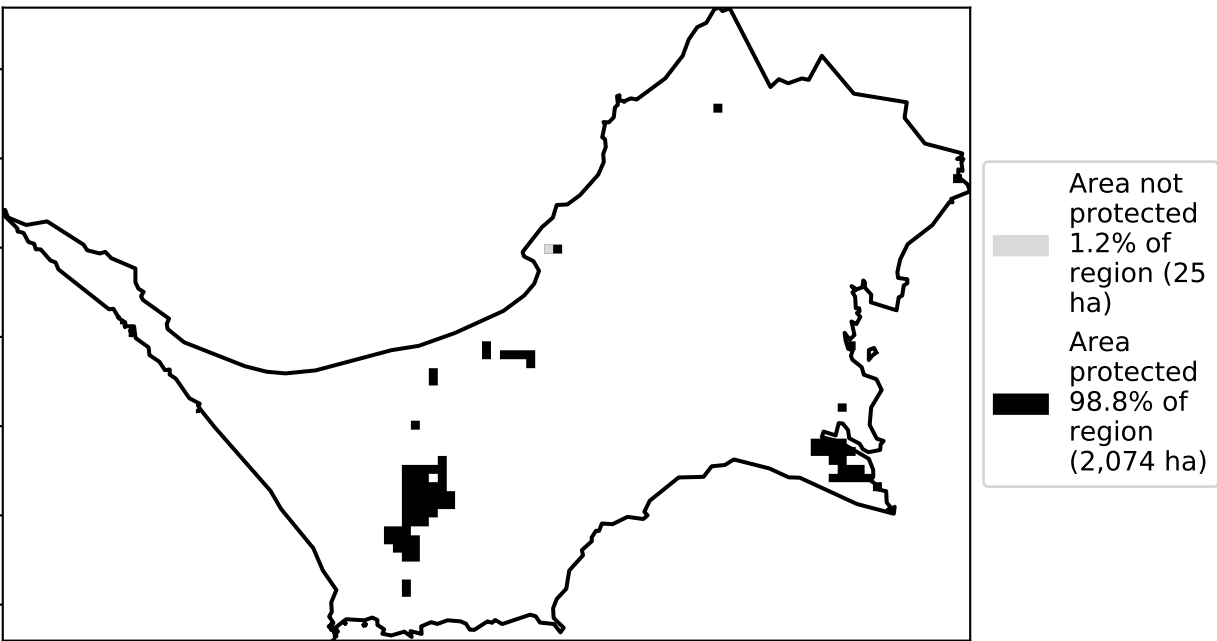 Area not
protected
1.2% of
region (25
ha)
Area
protected
98.8% of
region
(2,074 ha)